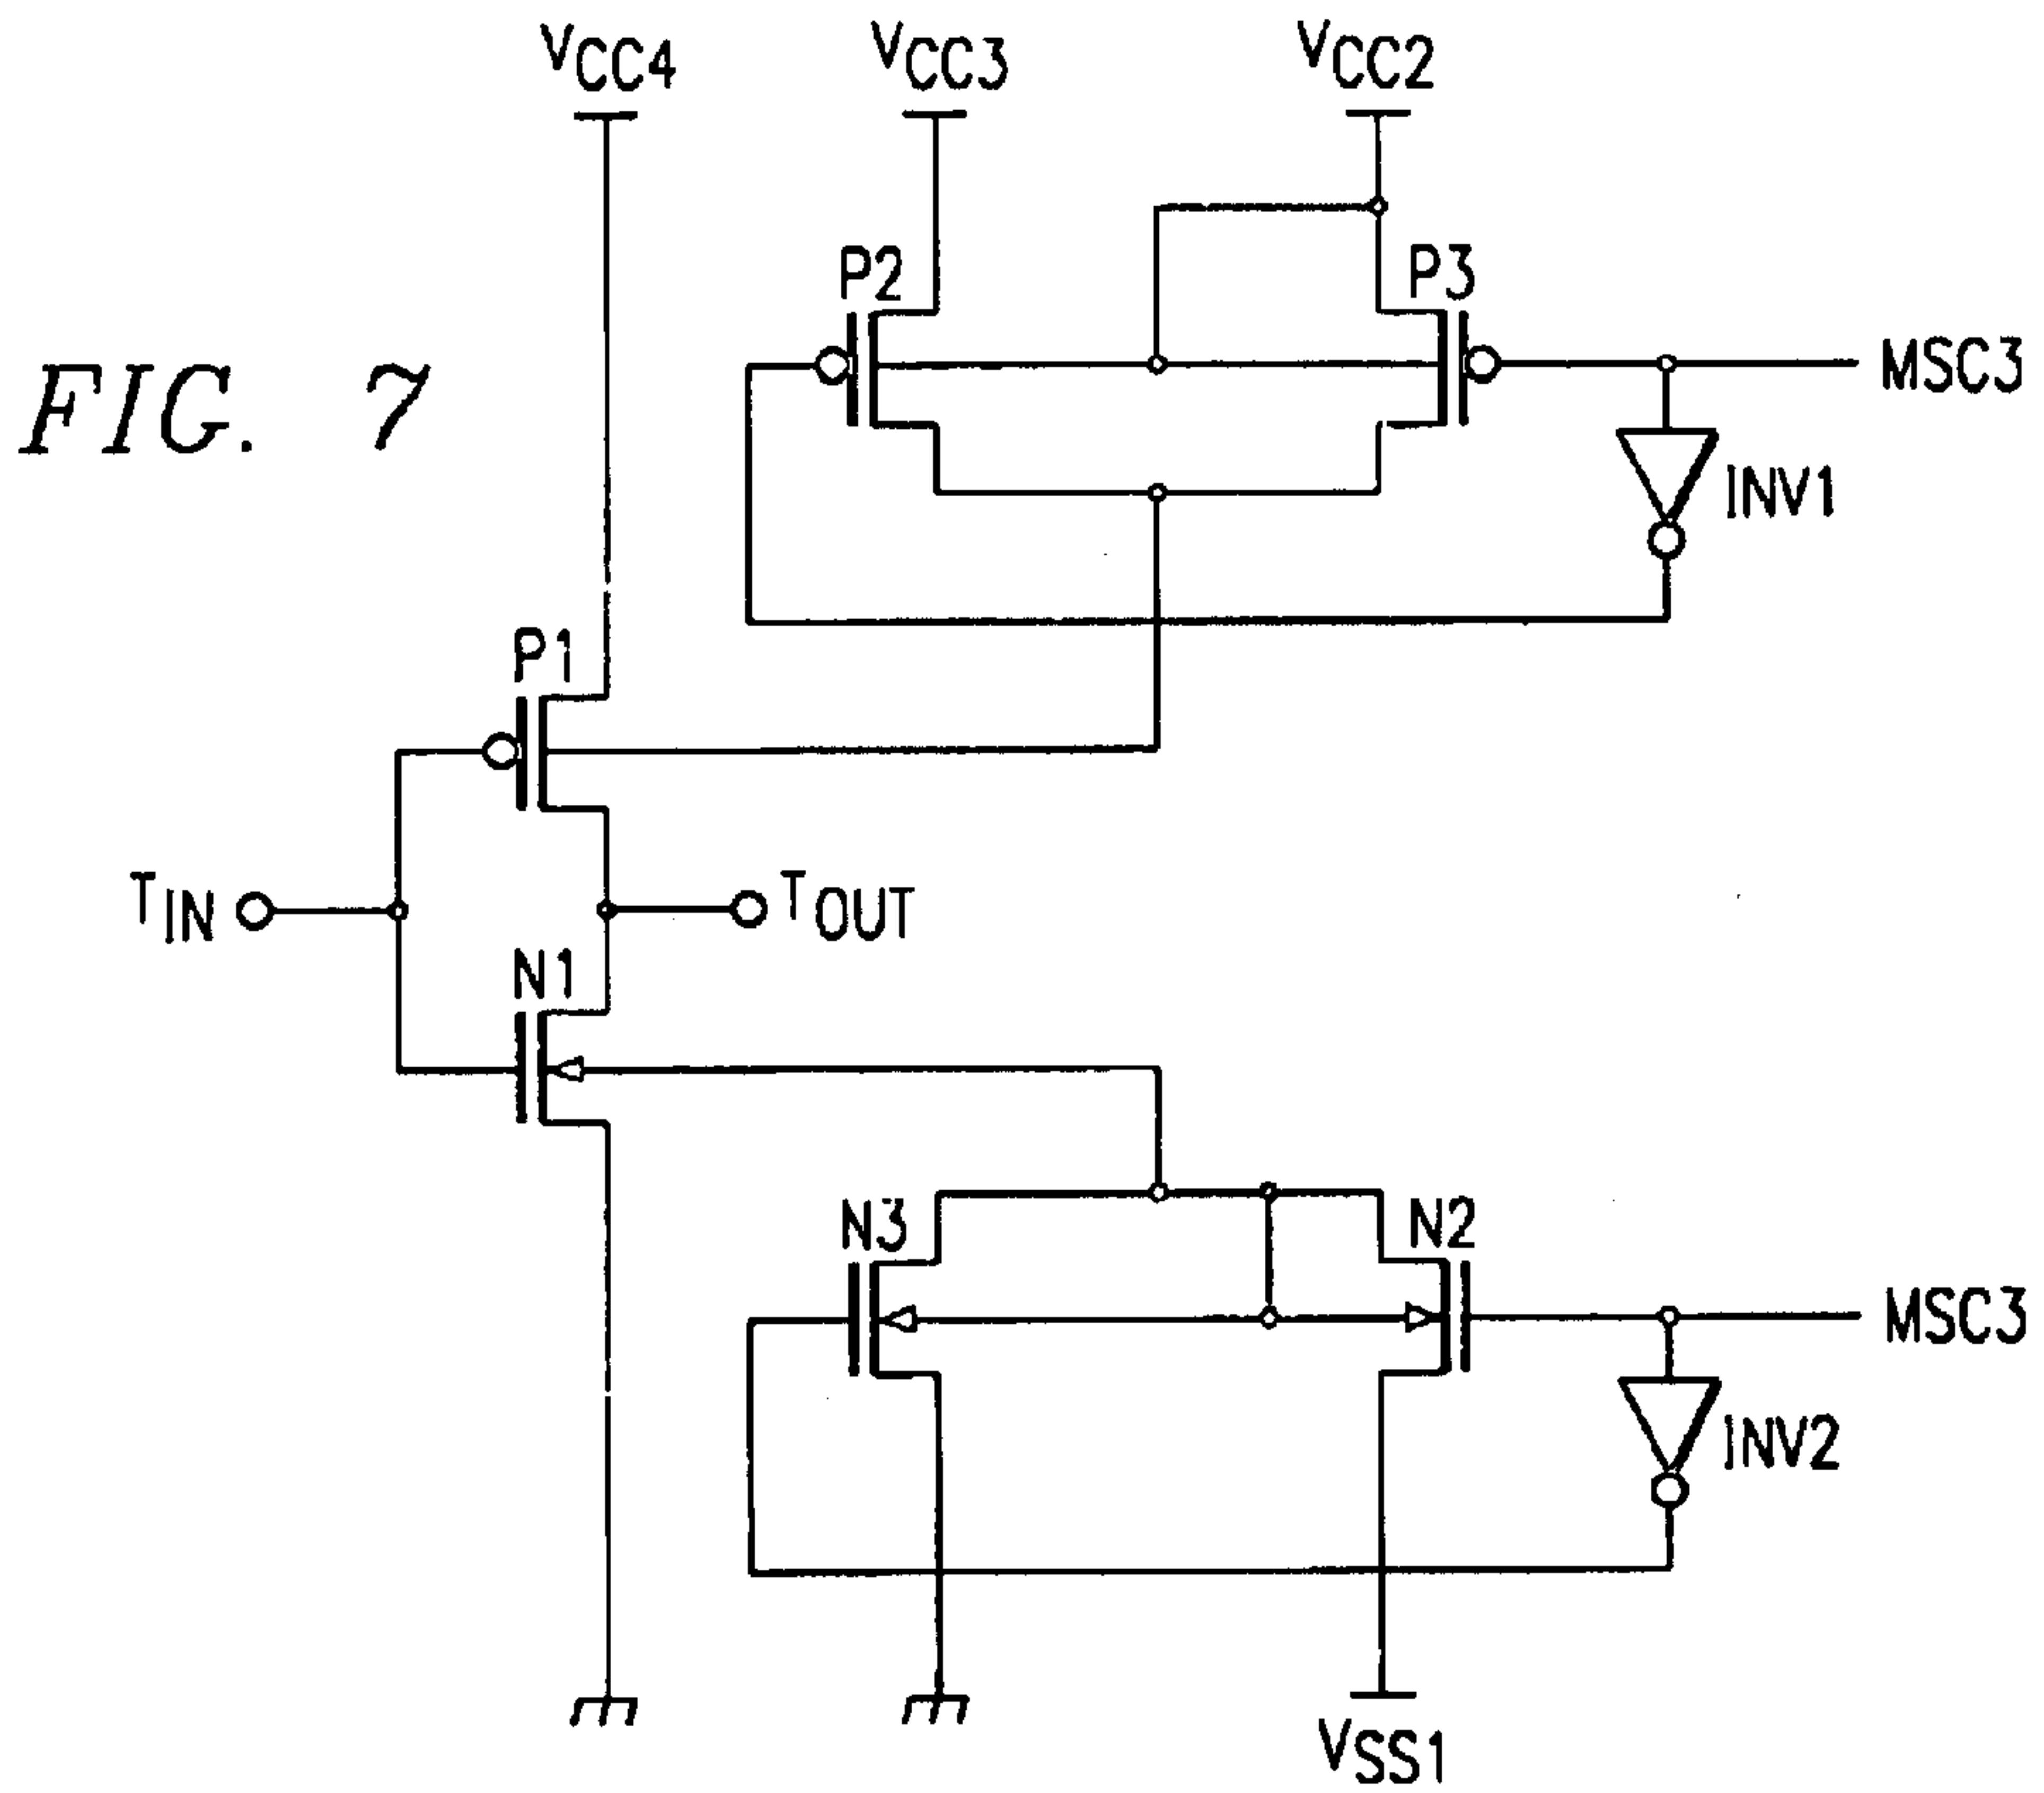 VCC4 VCC3 VCC2
P2 P3
MSC3
FIG. 7
INV1
P1
TIN TOUT
N1
N3 N2
MSC3
INV2
VSS1